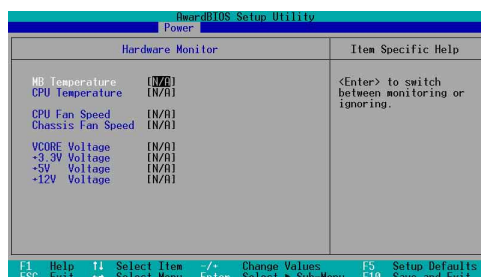 AwardBIOS Setup Utility
Power
Hardware Monitor
Item Specific Help
MB Temperature [N/A]
CPU Temperature [N/A]
CPU Fan Speed [N/A]
Chassis Fan Speed [N/A]
VCORE Voltage [N/A]
+3.3V Voltage [N/A]
+5V Voltage [N/A]
+12V Voltage [N/A]
<Enter> to switch
between monitoring or
ignoring.
F1 Help ↑↓ Select Item -/+ Change Values F5 Setup Defaults
ESC Exit ←→ Select Menu Enter Select ▶ Sub-Menu F10 Save and Exit